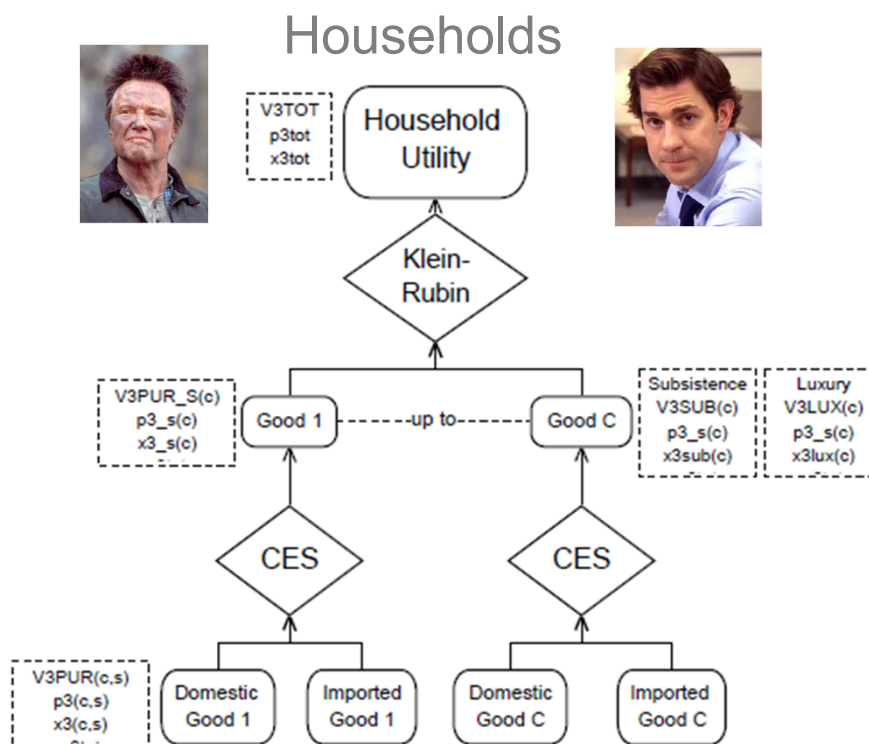 Households
V3TOT
p3tot
x3tot
Household
Utility
Klein-
Rubin
V3PUR_S(c)
p3_s(c)
x3_s(c)
Good 1
up to
Good C
Subsistence
V3SUB(c)
p3_s(c)
x3sub(c)
Luxury
V3LUX(c)
p3_s(c)
x3lux(c)
CES
CES
V3PUR(c,s)
p3(c,s)
x3(c,s)
Domestic
Good 1
Imported
Good 1
Domestic
Good C
Imported
Good C